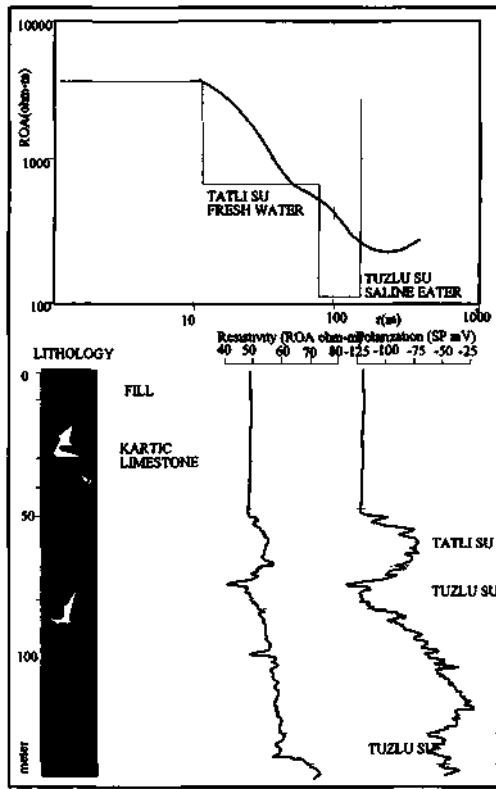 10000
ROA(ohm-m)
1000
TATLI SU
FRESH WATER
100
TUZLU SU
SALINE EATER
10
100
r(m)
1000
Resistivity (ROA ohm-m
Polanzation (SP mV)
LITHOLOGY
40 50 60 70 80 -125 -100 -75 -50 -25
0
FILL
KARTIC
LIMESTONE
50
TATLI SU
TUZLU SU
100
TUZLU SU
meter